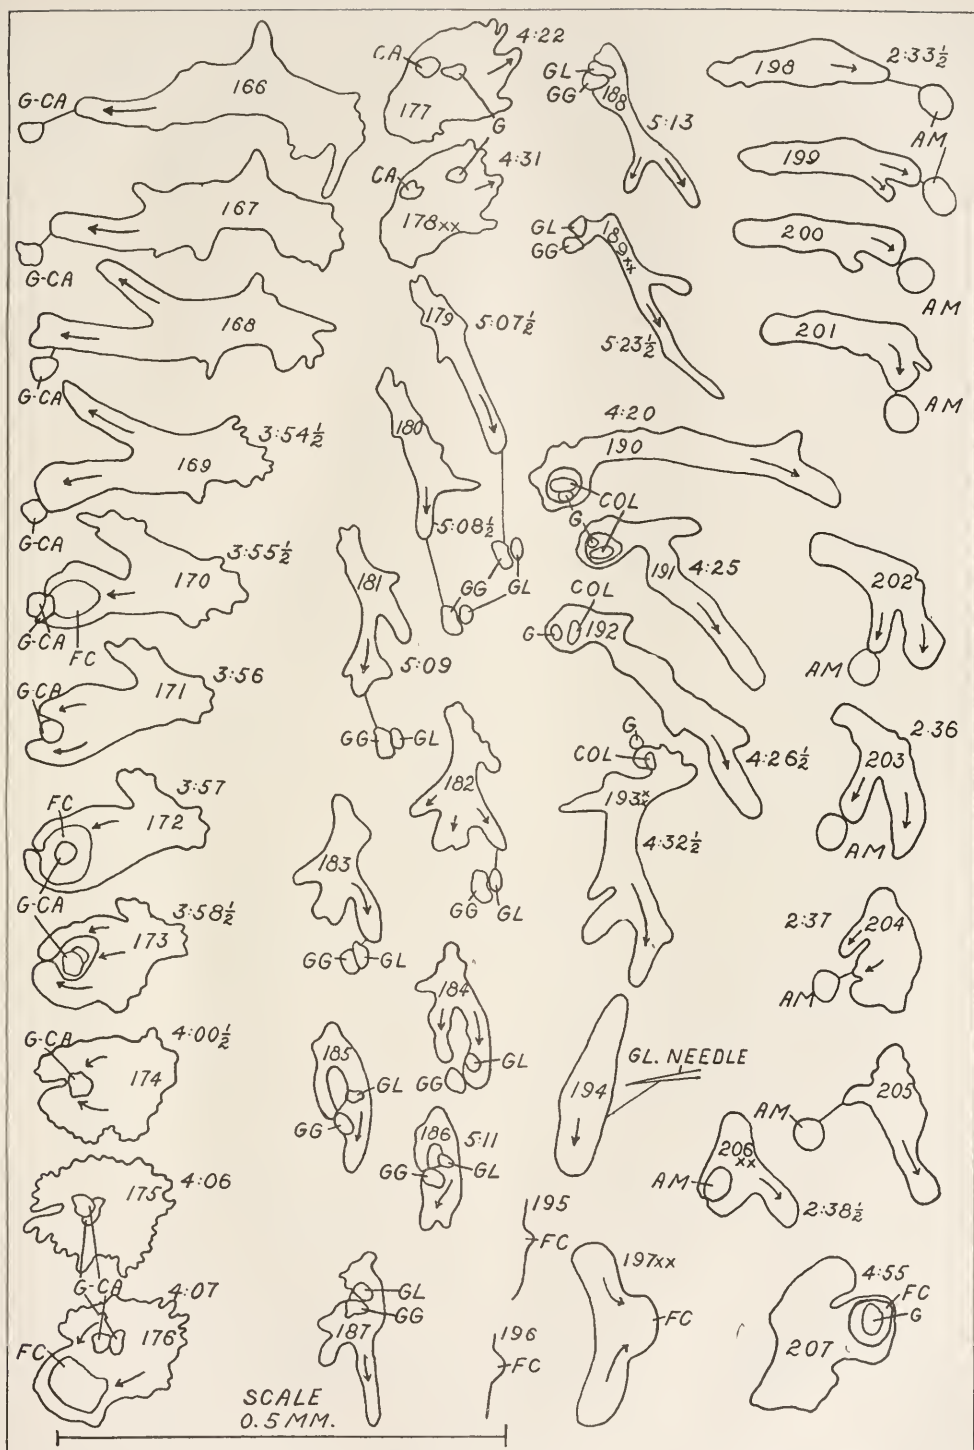 G-CA
166
G-CA
167
G-CA
168
G-CA
3:54½
169
G-CA
3:55½
170
FC
3:56
G-CA
171
3:57
FC
172
G-CA
3:58½
173
4:00½
G-CA
174
4:06
175
G-CA
4:07
176
FC
4:22
CA
177
G
4:31
CA
178xx
179
5:07½
180
5:08½
GG
GL
181
5:09
GG
GL
182
GG
GL
183
GG
GL
184
GL
GG
185
GL
GG
186
5:11
GG
GL
GL
GG
187
SCALE
0.5 MM.
GL
GG
188
5:13
GL
GG
189xx
5:23½
4:20
190
COL
G
191
4:25
COL
G
192
4:26½
G
COL
193xx
4:32½
194
GL. NEEDLE
195
FC
196
FC
197xx
FC
198
2:33½
AM
199
200
AM
201
AM
202
AM
2:36
203
AM
2:37
204
AM
205
AM
206
xx
AM
2:38½
4:55
FC
G
207